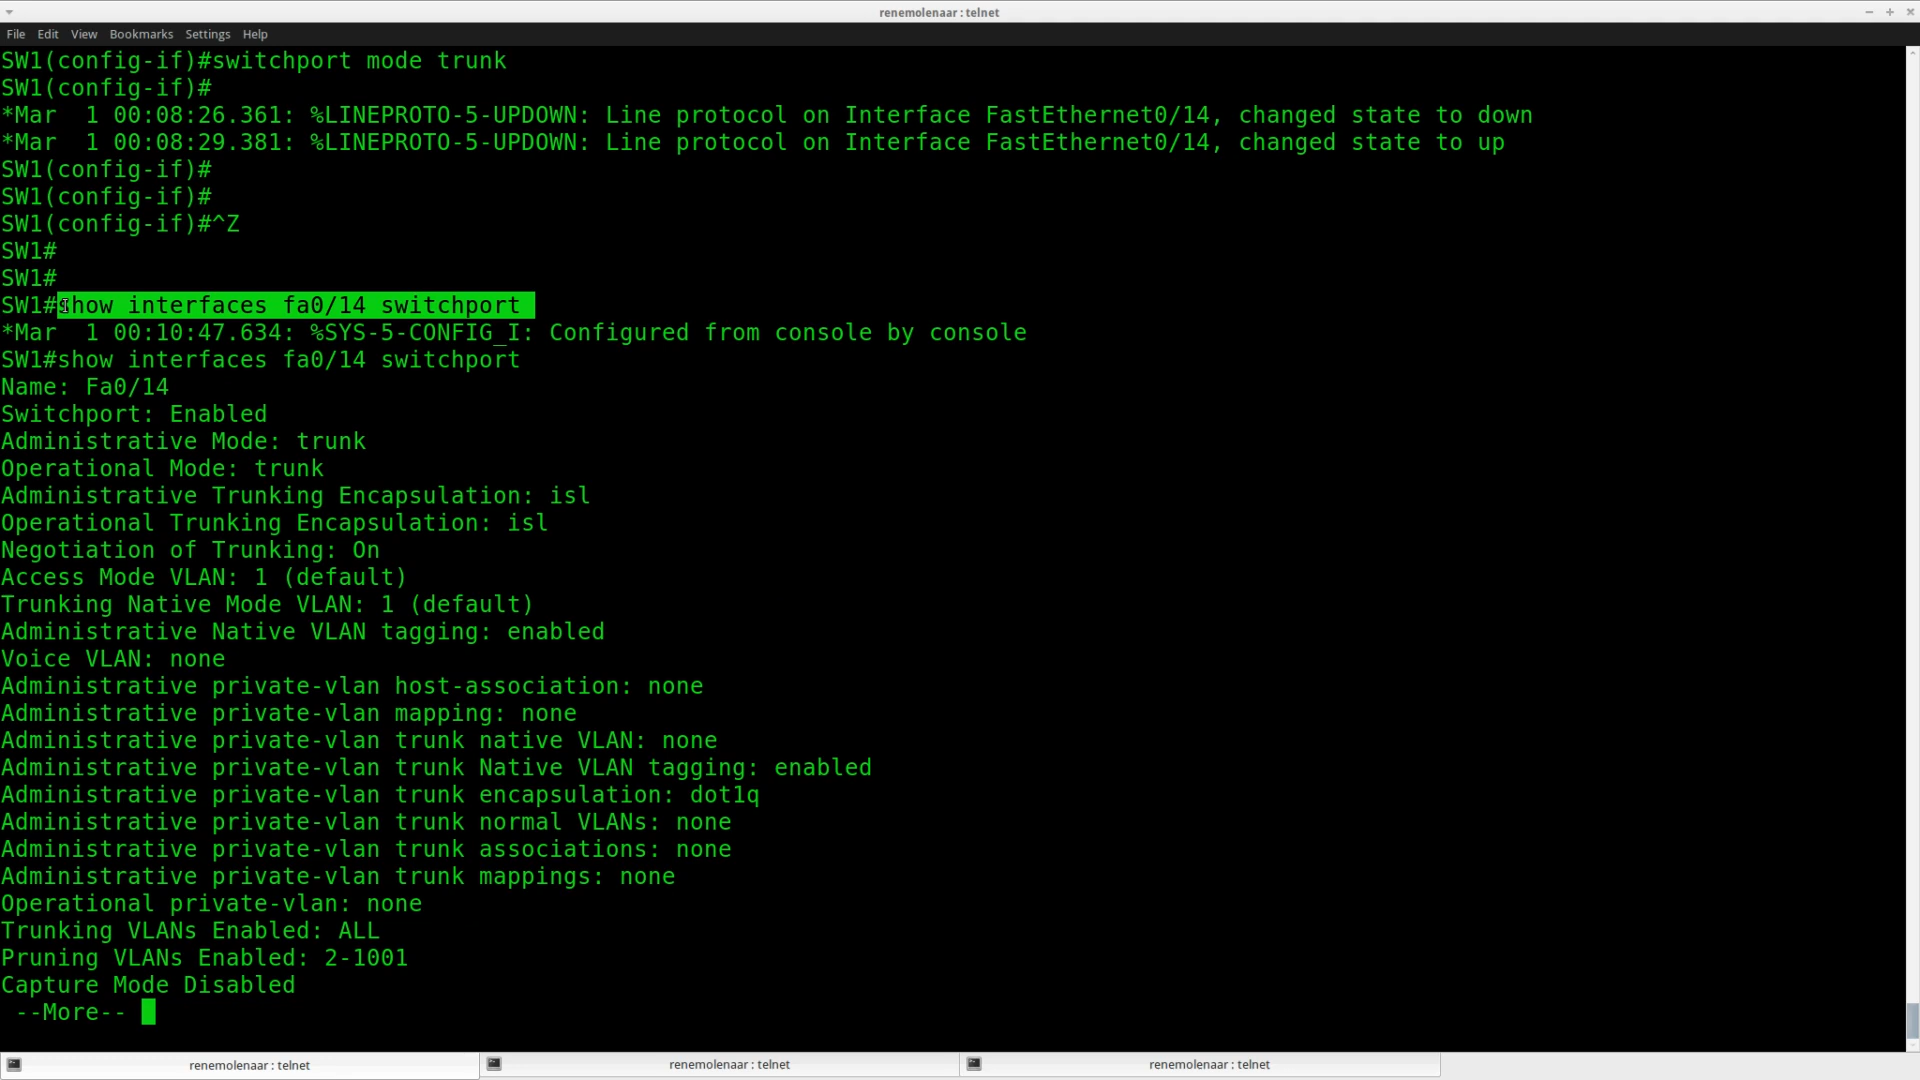 renemolenaar : telnet
File Edit View Bookmarks Settings Help
SW1(config-if)#switchport mode trunk
SW1(config-if)#
*Mar  1 00:08:26.361: %LINEPROTO-5-UPDOWN: Line protocol on Interface FastEthernet0/14, changed state to down
*Mar  1 00:08:29.381: %LINEPROTO-5-UPDOWN: Line protocol on Interface FastEthernet0/14, changed state to up
SW1(config-if)#
SW1(config-if)#
SW1(config-if)#^Z
SW1#
SW1#
SW1#show interfaces fa0/14 switchport
*Mar  1 00:10:47.634: %SYS-5-CONFIG_I: Configured from console by console
SW1#show interfaces fa0/14 switchport
Name: Fa0/14
Switchport: Enabled
Administrative Mode: trunk
Operational Mode: trunk
Administrative Trunking Encapsulation: isl
Operational Trunking Encapsulation: isl
Negotiation of Trunking: On
Access Mode VLAN: 1 (default)
Trunking Native Mode VLAN: 1 (default)
Administrative Native VLAN tagging: enabled
Voice VLAN: none
Administrative private-vlan host-association: none
Administrative private-vlan mapping: none
Administrative private-vlan trunk native VLAN: none
Administrative private-vlan trunk Native VLAN tagging: enabled
Administrative private-vlan trunk encapsulation: dot1q
Administrative private-vlan trunk normal VLANs: none
Administrative private-vlan trunk associations: none
Administrative private-vlan trunk mappings: none
Operational private-vlan: none
Trunking VLANs Enabled: ALL
Pruning VLANs Enabled: 2-1001
Capture Mode Disabled
--More--
renemolenaar : telnet renemolenaar : telnet renemolenaar : telnet